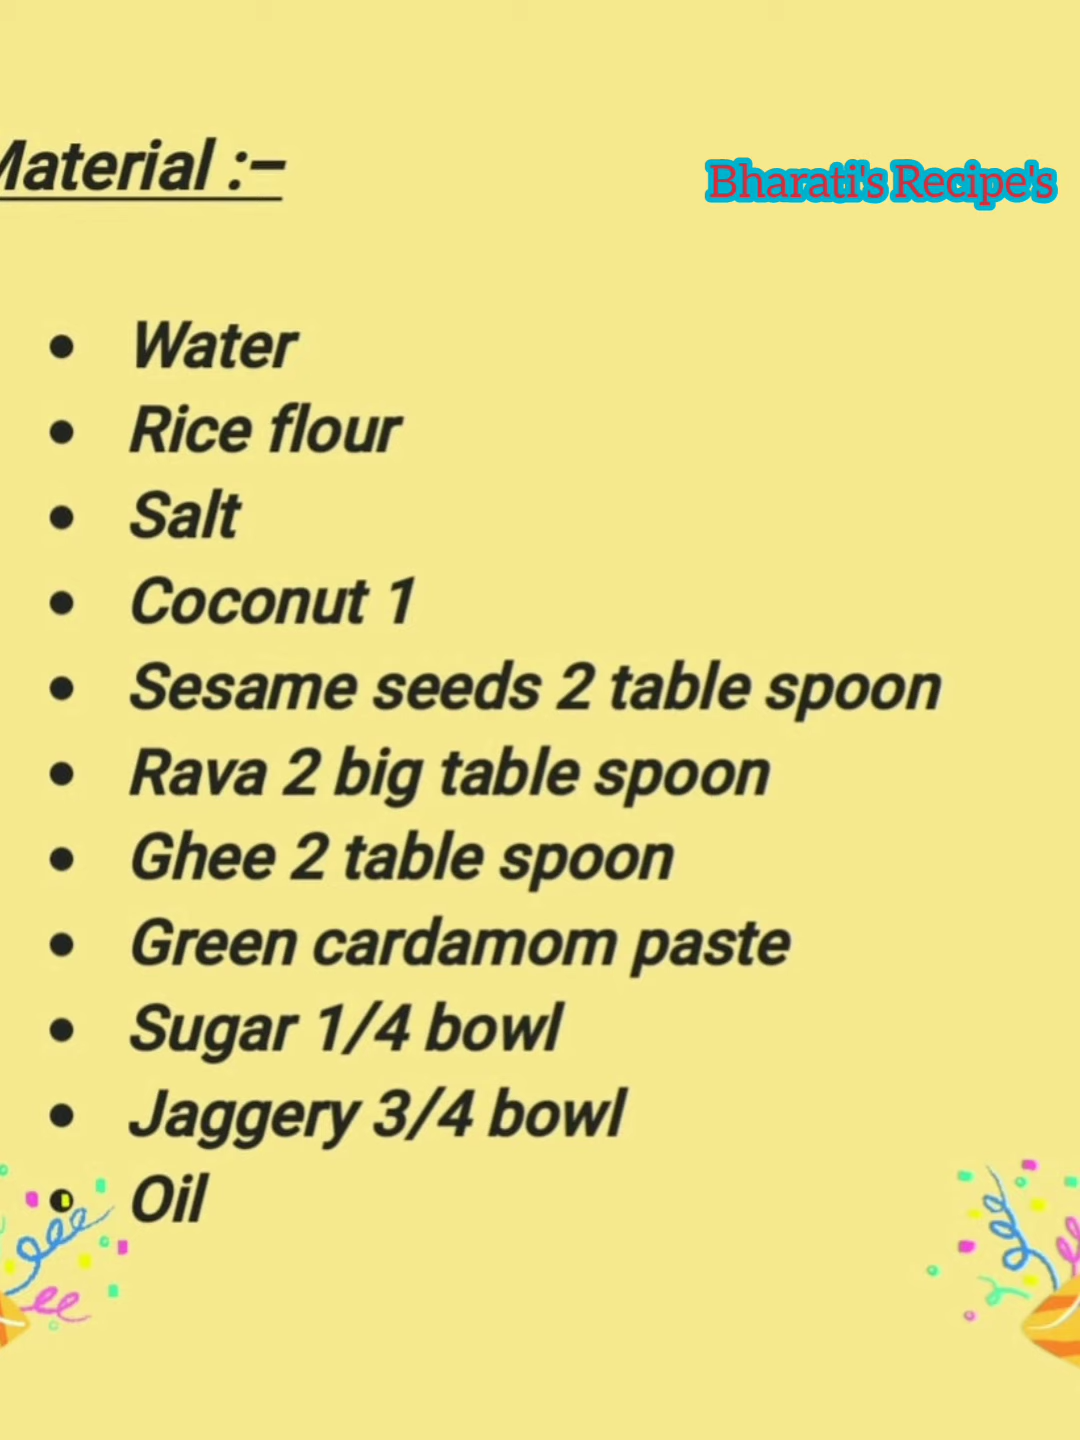 Material :–
Bharati's Recipe's
Water
Rice flour
Salt
Coconut 1
Sesame seeds 2 table spoon
Rava 2 big table spoon
Ghee 2 table spoon
Green cardamom paste
Sugar 1/4 bowl
Jaggery 3/4 bowl
Oil